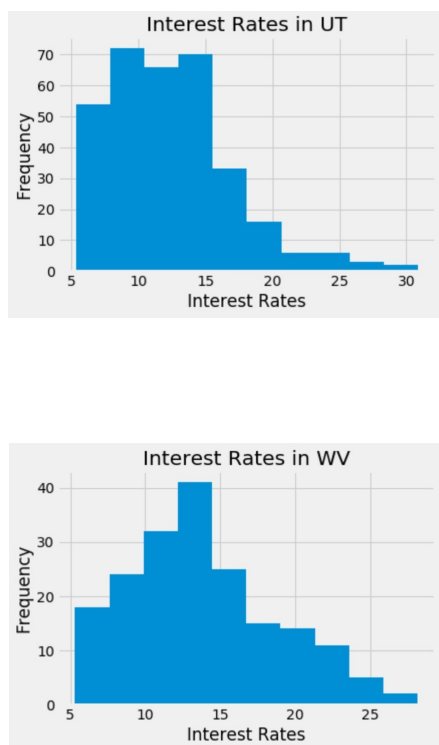 Interest Rates in UT
70
60
50
40
30
20
10
0
Frequency
5 10 15 20 25 30
Interest Rates
Interest Rates in WV
40
30
20
10
0
Frequency
5 10 15 20 25
Interest Rates